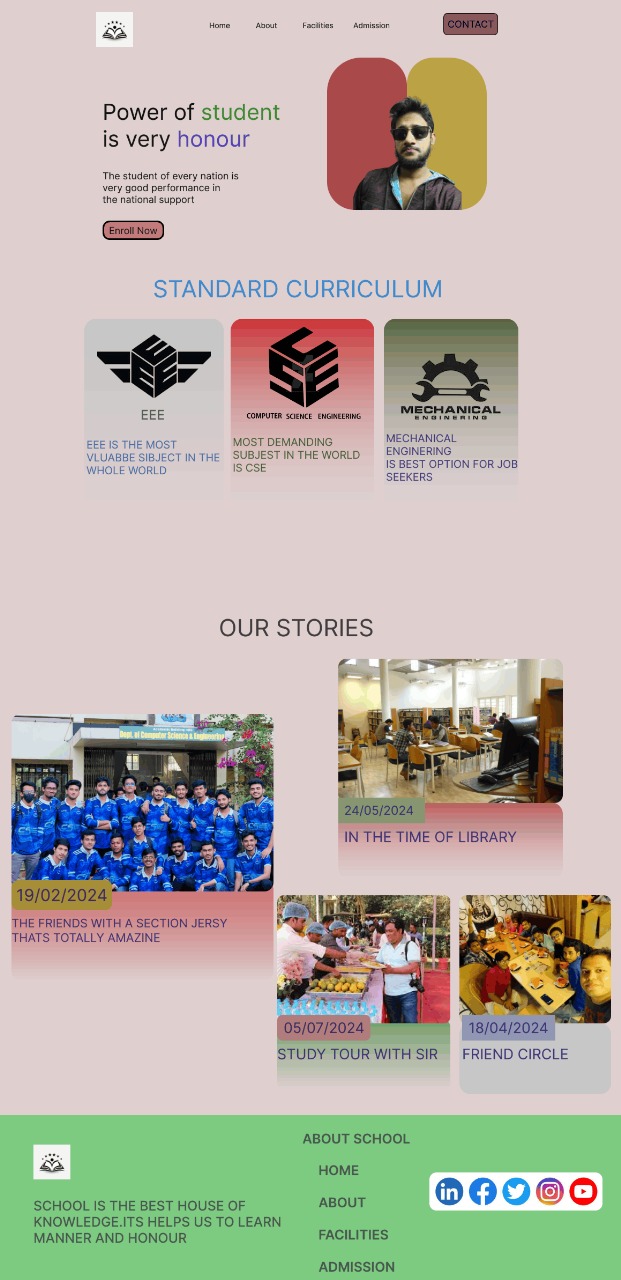 Home About Facilities Admission CONTACT
Power of student
is very honour
The student of every nation is
very good performance in
the national support
Enroll Now
STANDARD CURRICULUM
EEE
EEE IS THE MOST
VLUABBE SIBJECT IN THE
WHOLE WORLD
COMPUTER SCIENCE ENGINEERING
MOST DEMANDING
SUBJEST IN THE WORLD
IS CSE
MECHANICAL
ENGINERING
MECHANICAL
ENGINERING
IS BEST OPTION FOR JOB
SEEKERS
OUR STORIES
Dept. of Computer Science & Engineering
19/02/2024
THE FRIENDS WITH A SECTION JERSY
THATS TOTALLY AMAZINE
24/05/2024
IN THE TIME OF LIBRARY
05/07/2024
STUDY TOUR WITH SIR
18/04/2024
FRIEND CIRCLE
SCHOOL IS THE BEST HOUSE OF
KNOWLEDGE.ITS HELPS US TO LEARN
MANNER AND HONOUR
ABOUT SCHOOL
HOME
ABOUT
FACILITIES
ADMISSION